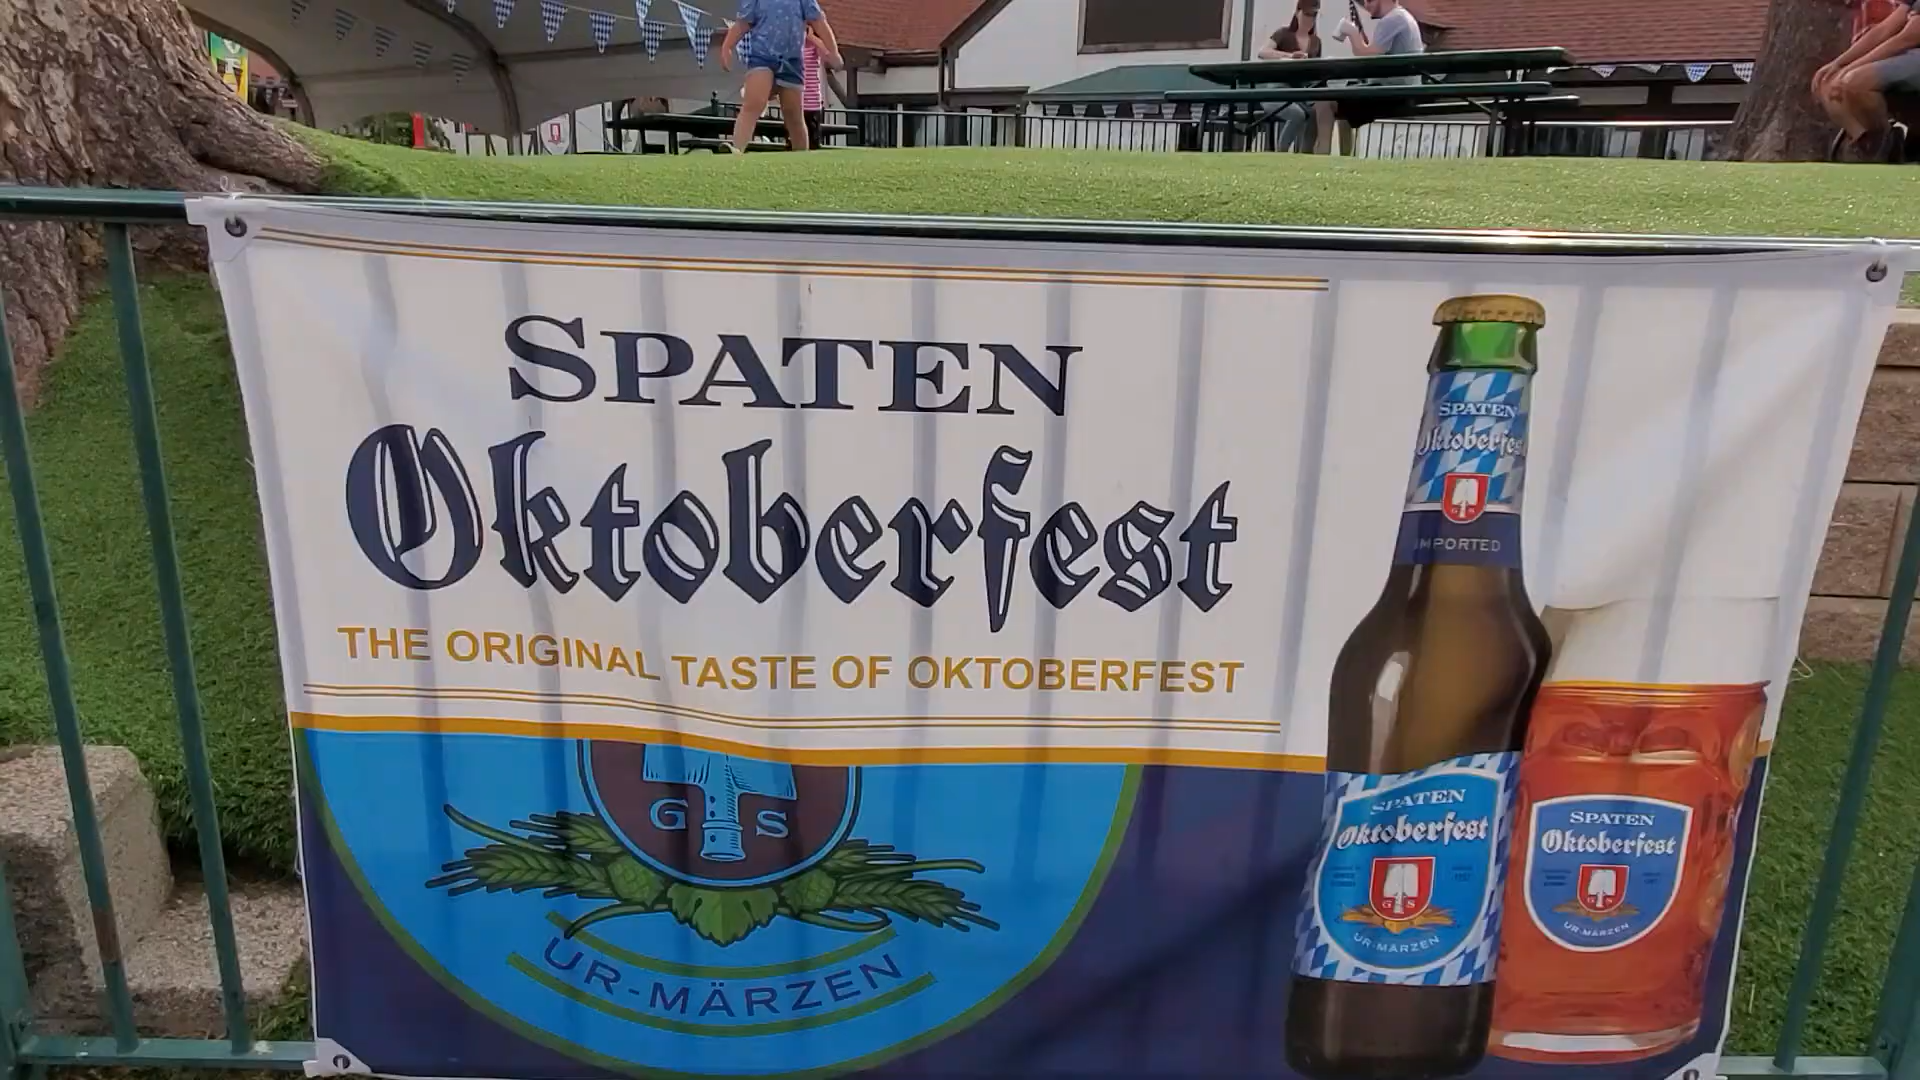 SPATEN
Oktoberfest
THE ORIGINAL TASTE OF OKTOBERFEST
G S
UR-MÄRZEN
SPATEN
Oktoberfest
G S
IMPORTED
SPATEN
Oktoberfest
G S
UR-MÄRZEN
SPATEN
Oktoberfest
G S
UR-MÄRZEN